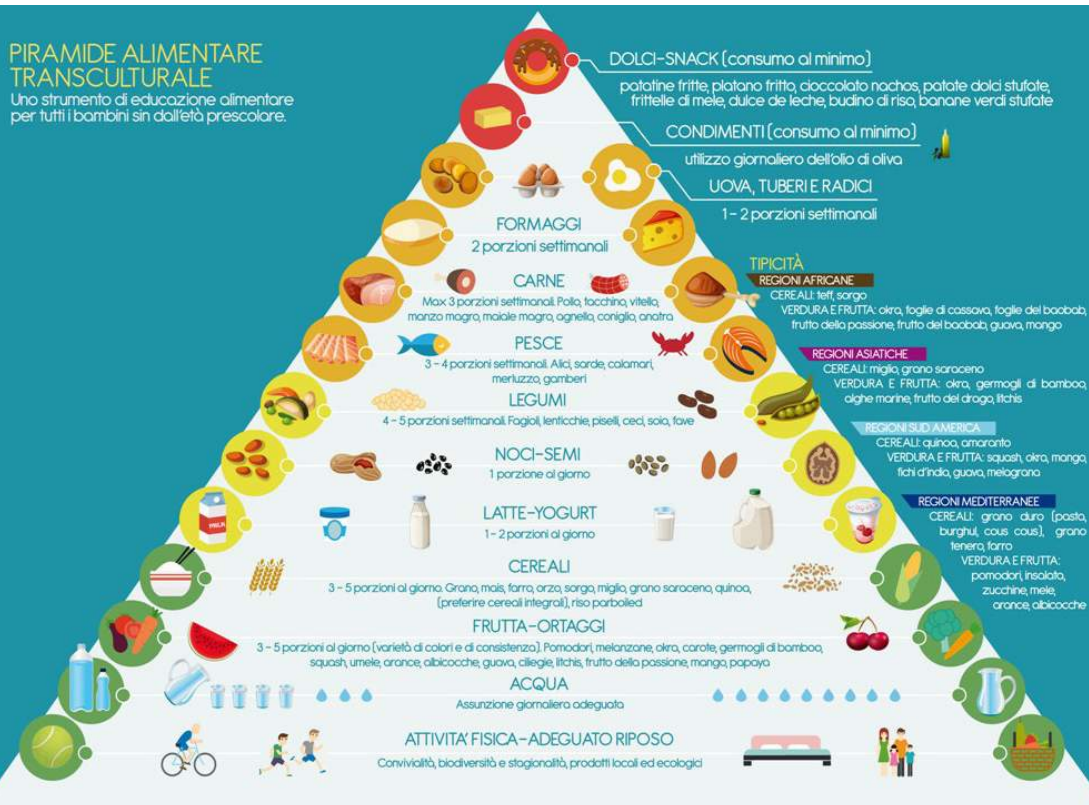 PIRAMIDE ALIMENTARE
TRANSCULTURALE
Uno strumento di educazione alimentare
per tutti i bambini sin dall'età prescolare.
DOLCI-SNACK (consumo al minimo)
patatine fritte, platano fritto, cioccolato nachos, patate dolci stufate,
frittelle di mele, dulce de leche, budino di riso, banane verdi stufate
CONDIMENTI (consumo al minimo)
utilizzo giornaliero dell'olio di oliva
UOVA, TUBERI E RADICI
1 - 2 porzioni settimanali
FORMAGGI
2 porzioni settimanali
CARNE
Max 3 porzioni settimanali. Pollo, tacchino, vitello,
manzo magro, maiale magro, agnello, coniglio, anatra
PESCE
3 - 4 porzioni settimanali. Alici, sarde, calamari,
merluzzo, gamberi
LEGUMI
4 - 5 porzioni settimanali. Fagioli, lenticchie, piselli, ceci, soia, fave
NOCI-SEMI
1 porzione al giorno
LATTE-YOGURT
1 - 2 porzioni al giorno
MILK
CEREALI
3 - 5 porzioni al giorno. Grano, mais, farro, orzo, sorgo, miglio, grano saraceno, quinoa,
(preferire cereali integrali), riso parboiled
FRUTTA-ORTAGGI
3 - 5 porzioni al giorno (varietà di colori e di consistenza). Pomodori, melanzane, okra, carote, germogli di bamboo,
squash, umele, arance, albicocche, guava, ciliegie, litchis, frutto della passione, mango, papaya
ACQUA
Assunzione giornaliera adeguata
ATTIVITA' FISICA-ADEGUATO RIPOSO
Convivialità, biodiversità e stagionalità, prodotti locali ed ecologici
TIPICITÀ
REGIONI AFRICANE
CEREALI: teff, sorgo
VERDURA E FRUTTA: okra, foglie di cassava, foglie del baobab,
frutto della passione, frutto del baobab, guava, mango
REGIONI ASIATICHE
CEREALI: miglio, grano saraceno
VERDURA E FRUTTA: okra, germogli di bamboo,
alghe marine, frutto del drago, litchis
REGIONI SUD AMERICA
CEREALI: quinoa, amaranto
VERDURA E FRUTTA: squash, okra, mango,
fichi d'india, guava, melagrana
REGIONI MEDITERRANEE
CEREALI: grano duro (pasta,
burghul, cous cous), grano
tenero, farro
VERDURA E FRUTTA:
pomodori, insalata,
zucchine, mele,
arance, albicocche